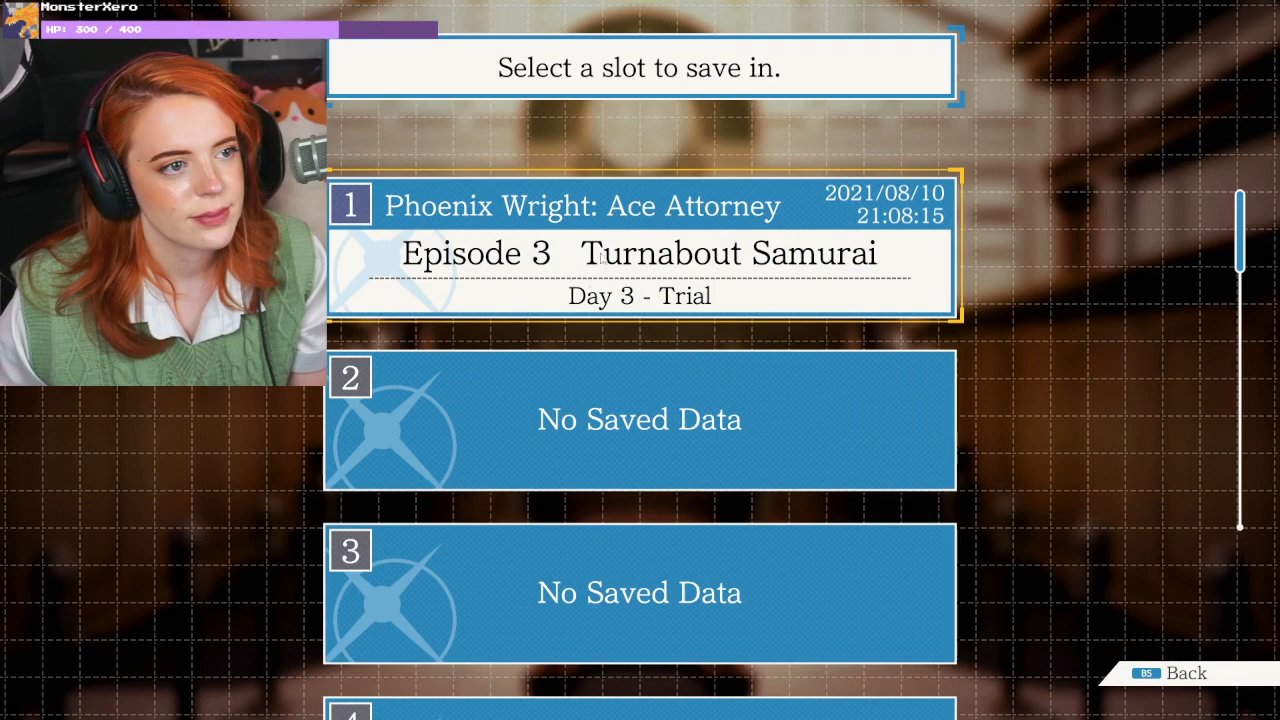 MonsterXero
HP: 300 / 400
Select a slot to save in.
1 Phoenix Wright: Ace Attorney 2021/08/10
21:08:15
Episode 3 Turnabout Samurai
Day 3 - Trial
2
No Saved Data
3
No Saved Data
4
BS Back